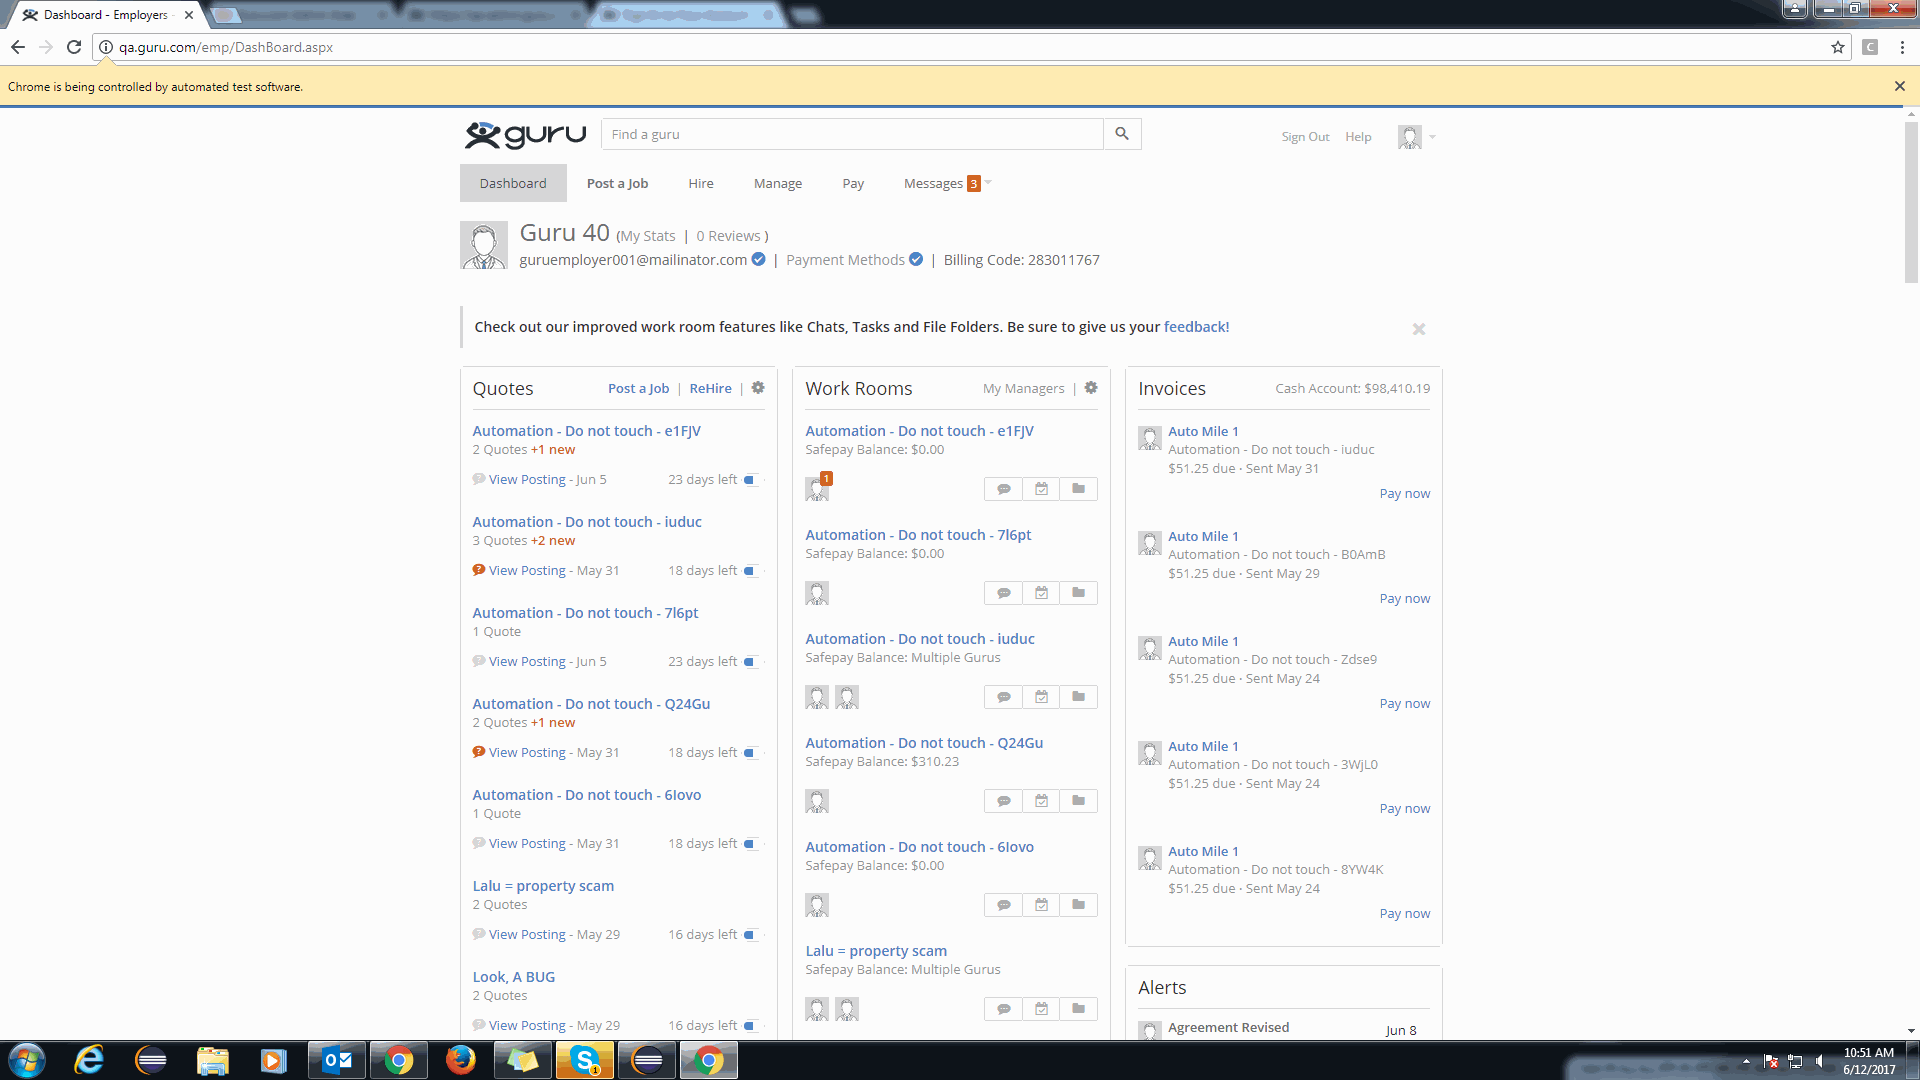 Dashboard - Employers -
qa.guru.com/emp/DashBoard.aspx
C
Chrome is being controlled by automated test software.
guru
Find a guru
Sign Out Help
Dashboard Post a Job Hire Manage Pay Messages 3
Guru 40 (My Stats | 0 Reviews )
guruemployer001@mailinator.com | Payment Methods | Billing Code: 283011767
Check out our improved work room features like Chats, Tasks and File Folders. Be sure to give us your feedback!
Quotes Post a Job | ReHire |
Automation - Do not touch - e1FJV
2 Quotes +1 new
View Posting - Jun 5 23 days left
Automation - Do not touch - iuduc
3 Quotes +2 new
View Posting - May 31 18 days left
Automation - Do not touch - 7l6pt
1 Quote
View Posting - Jun 5 23 days left
Automation - Do not touch - Q24Gu
2 Quotes +1 new
View Posting - May 31 18 days left
Automation - Do not touch - 6Iovo
1 Quote
View Posting - May 31 18 days left
Lalu = property scam
2 Quotes
View Posting - May 29 16 days left
Look, A BUG
2 Quotes
View Posting - May 29 16 days left
Work Rooms My Managers |
Automation - Do not touch - e1FJV
Safepay Balance: $0.00
1
Automation - Do not touch - 7l6pt
Safepay Balance: $0.00
Automation - Do not touch - iuduc
Safepay Balance: Multiple Gurus
Automation - Do not touch - Q24Gu
Safepay Balance: $310.23
Automation - Do not touch - 6Iovo
Safepay Balance: $0.00
Lalu = property scam
Safepay Balance: Multiple Gurus
Invoices Cash Account: $98,410.19
Auto Mile 1
Automation - Do not touch - iuduc
$51.25 due · Sent May 31
Pay now
Auto Mile 1
Automation - Do not touch - B0AmB
$51.25 due · Sent May 29
Pay now
Auto Mile 1
Automation - Do not touch - Zdse9
$51.25 due · Sent May 24
Pay now
Auto Mile 1
Automation - Do not touch - 3WjL0
$51.25 due · Sent May 24
Pay now
Auto Mile 1
Automation - Do not touch - 8YW4K
$51.25 due · Sent May 24
Pay now
Alerts
Agreement Revised Jun 8
10:51 AM
6/12/2017